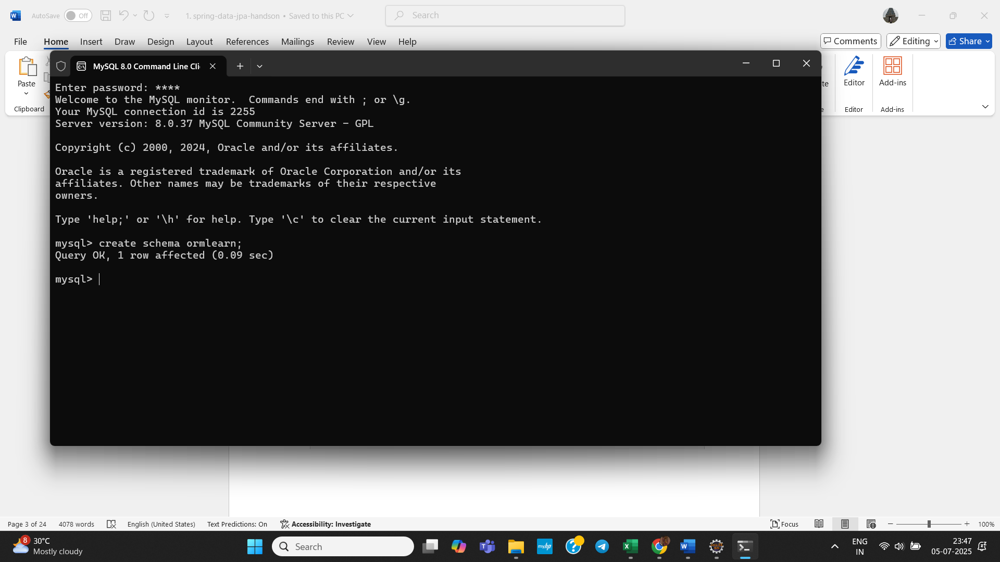 AutoSave Off 1. spring-data-jpa-handson • Saved to this PC Search
File Home Insert Draw Design Layout References Mailings Review View Help Comments Editing Share
MySQL 8.0 Command Line Cli
Paste
Clipboard
Editor
Editor
Add-ins
Add-ins
Enter password: ****
Welcome to the MySQL monitor.  Commands end with ; or \g.
Your MySQL connection id is 2255
Server version: 8.0.37 MySQL Community Server - GPL
Copyright (c) 2000, 2024, Oracle and/or its affiliates.
Oracle is a registered trademark of Oracle Corporation and/or its
affiliates. Other names may be trademarks of their respective
owners.
Type 'help;' or '\h' for help. Type '\c' to clear the current input statement.
mysql> create schema ormlearn;
Query OK, 1 row affected (0.09 sec)
mysql>
Page 3 of 24 4078 words English (United States) Text Predictions: On Accessibility: Investigate Focus 100%
8
30°C
Mostly cloudy
Search
myhp
ENG
IN
23:47
05-07-2025